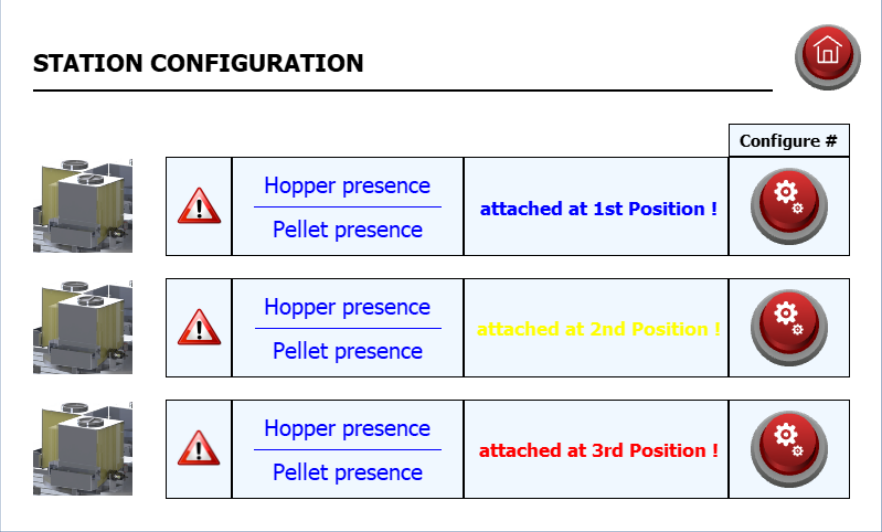 STATION CONFIGURATION
Configure #
Hopper presence
Pellet presence
attached at 1st Position !
Hopper presence
Pellet presence
attached at 2nd Position !
Hopper presence
Pellet presence
attached at 3rd Position !